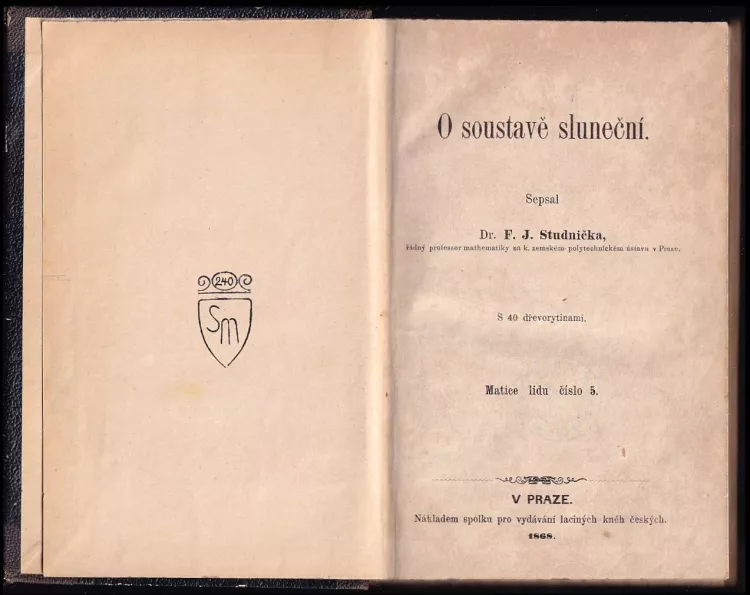 240
SM
O soustavě sluneční.
Sepsal
Dr. F. J. Studnička,
řádný professor mathematiky na k. zemském polytechnickém ústavu v Praze.
S 40 dřevorytinami.
Matice lidu číslo 5.
V PRAZE.
Nákladem spolku pro vydávání laciných kněh českých.
1868.